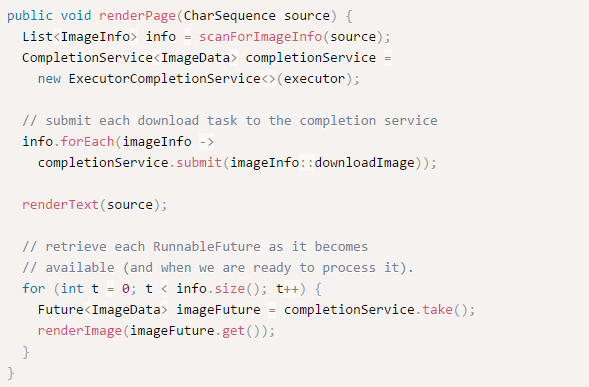 public void renderPage(CharSequence source) {
  List<ImageInfo> info = scanForImageInfo(source);
  CompletionService<ImageData> completionService =
    new ExecutorCompletionService<>(executor);

  // submit each download task to the completion service
  info.forEach(imageInfo ->
    completionService.submit(imageInfo::downloadImage));

  renderText(source);

  // retrieve each RunnableFuture as it becomes
  // available (and when we are ready to process it).
  for (int t = 0; t < info.size(); t++) {
    Future<ImageData> imageFuture = completionService.take();
    renderImage(imageFuture.get());
  }
}